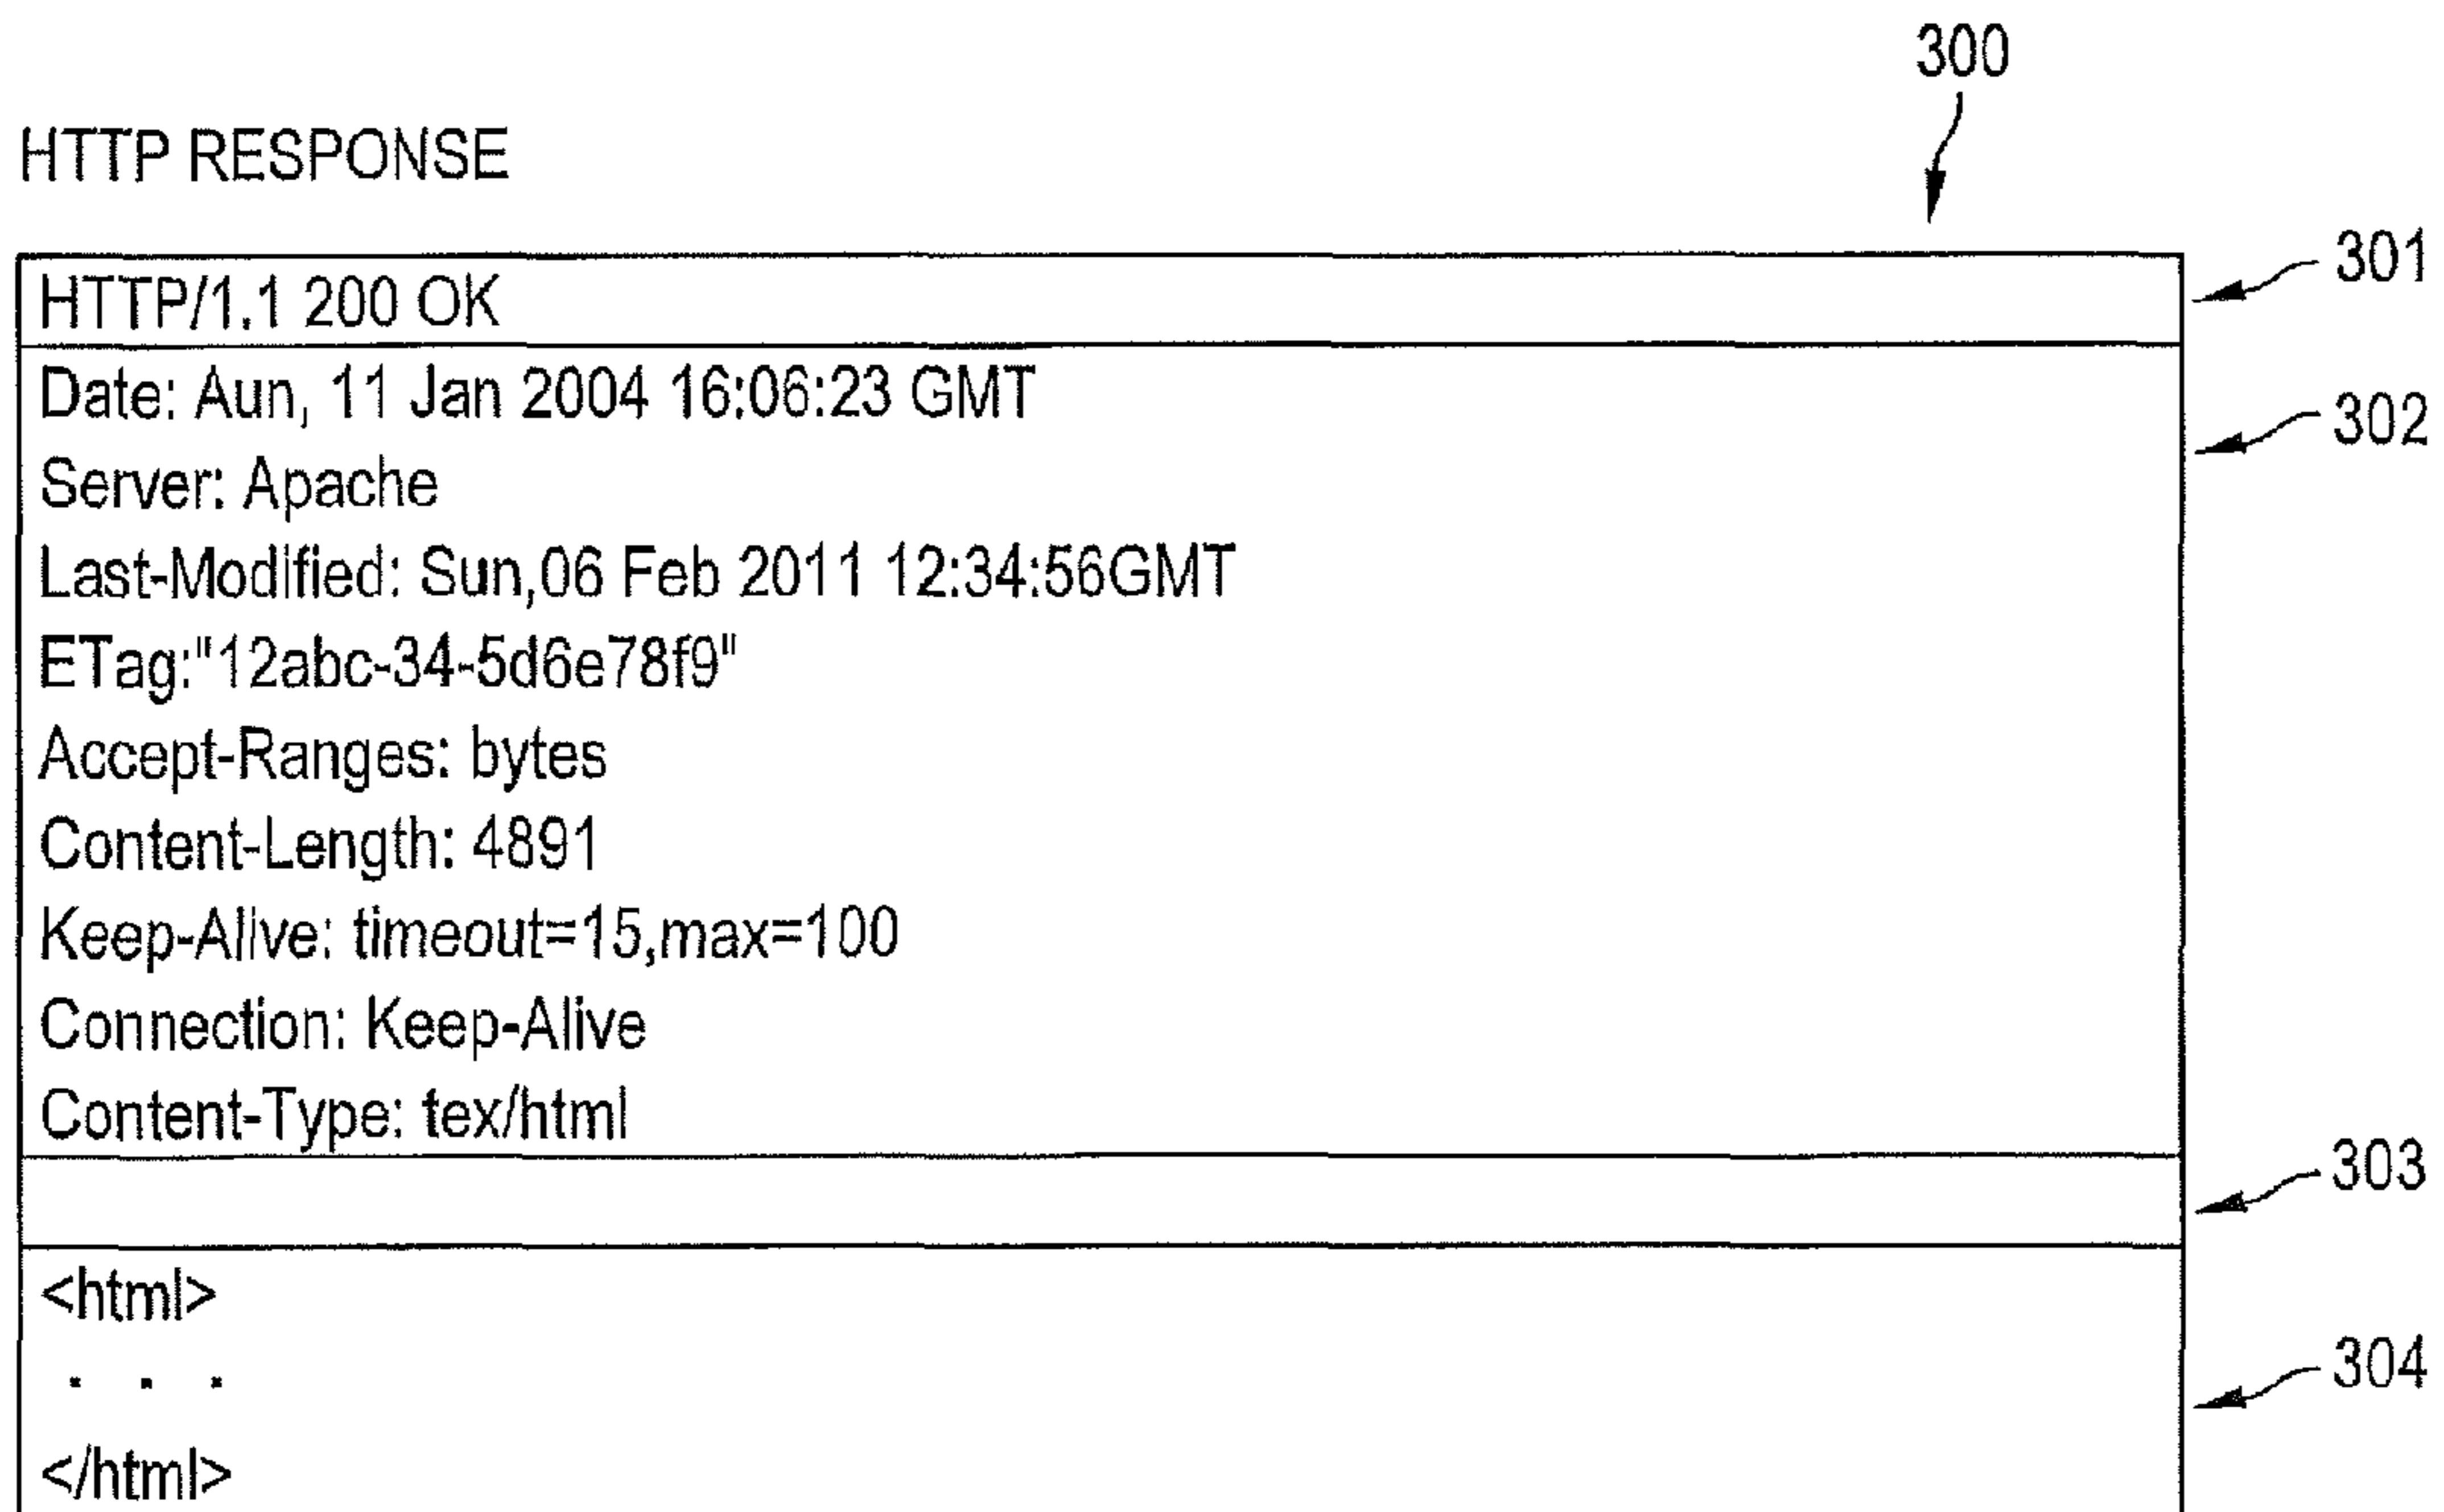 300
HTTP RESPONSE
301
HTTP/1.1 200 OK
Date: Aun, 11 Jan 2004 16:06:23 GMT
302
Server: Apache
Last-Modified: Sun,06 Feb 2011 12:34:56GMT
ETag:"12abc-34-5d6e78f9"
Accept-Ranges: bytes
Content-Length: 4891
Keep-Alive: timeout=15,max=100
Connection: Keep-Alive
Content-Type: tex/html
303
<html>
. . .
304
</html>